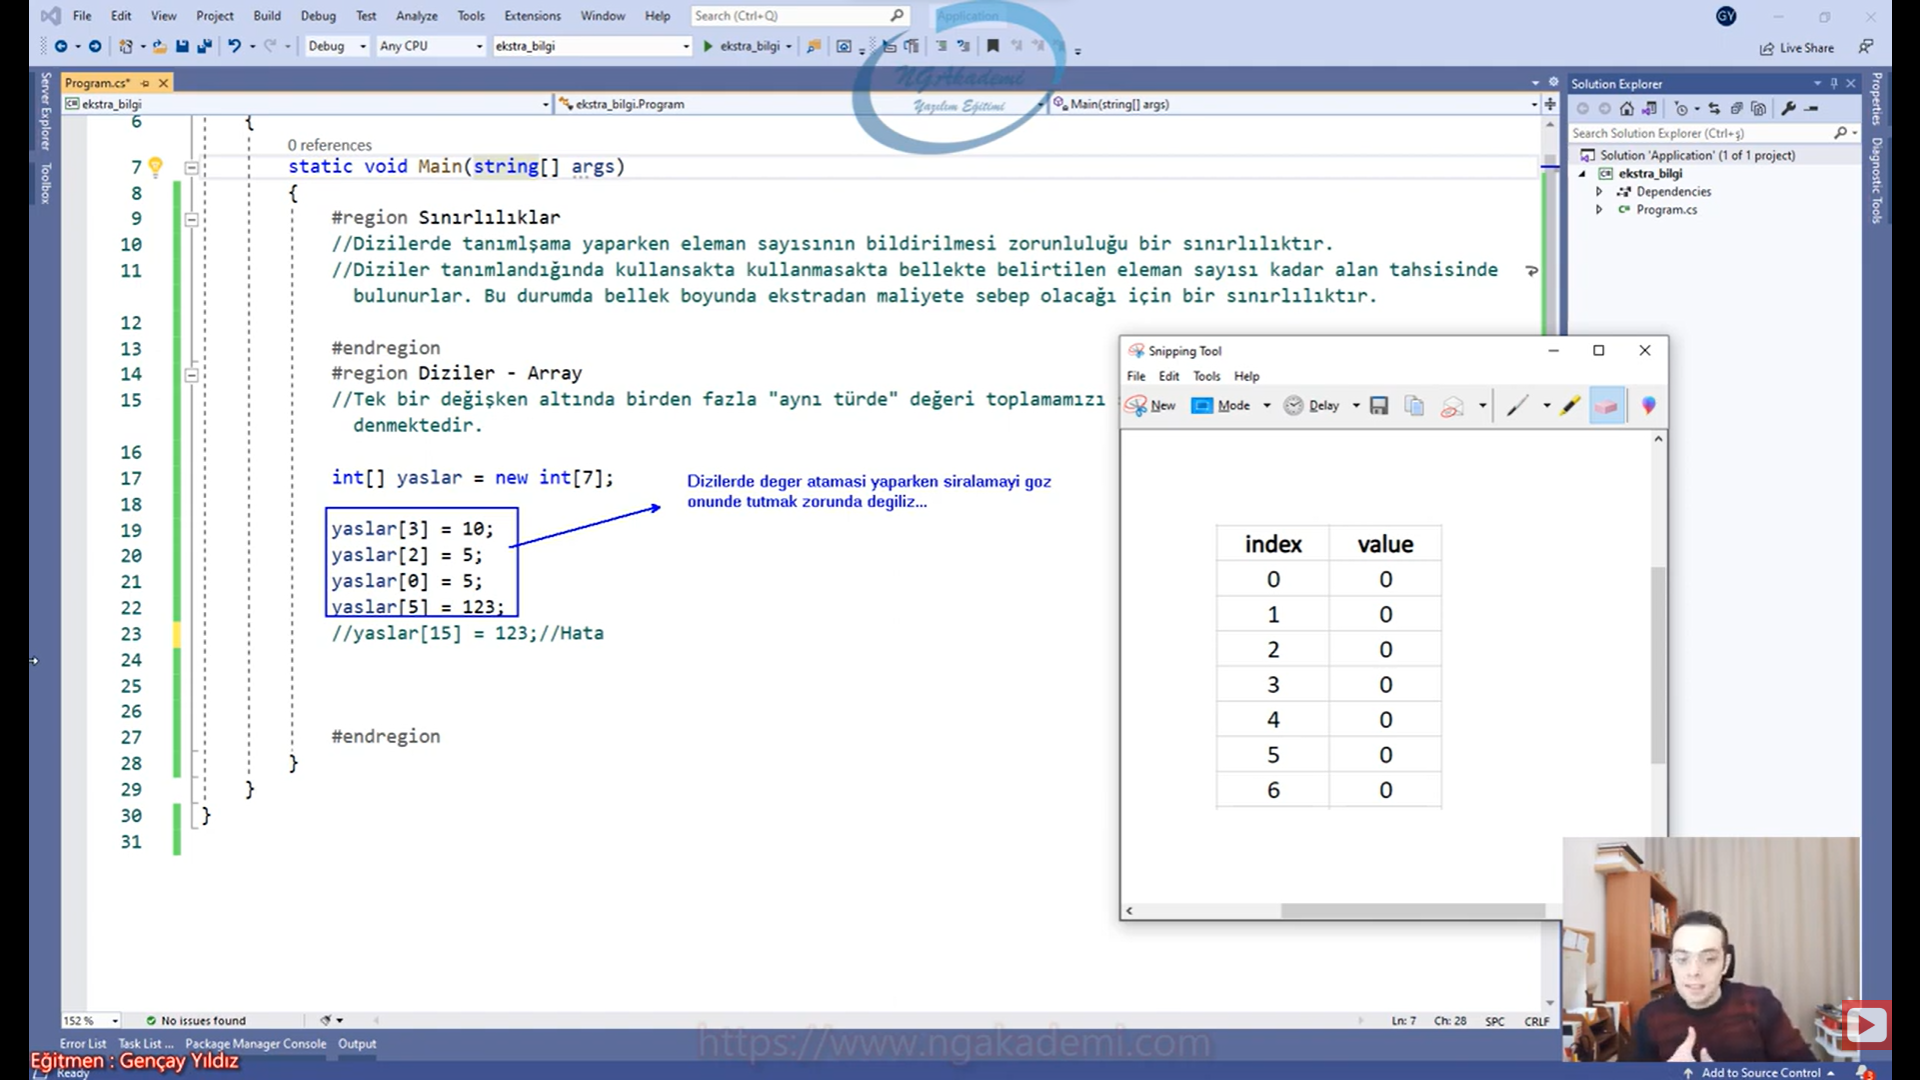 File Edit View Project Build Debug Test Analyze Tools Extensions Window Help Search (Ctrl+Q) Application GY
Debug Any CPU ekstra_bilgi ekstra_bilgi Live Share
NGAkademi
Yazılım Eğitimi
Program.cs*
ekstra_bilgi ekstra_bilgi.Program Main(string[] args)
Server Explorer
Toolbox
6 {
0 references
7 static void Main(string[] args)
8 {
9 #region Sınırlılıklar
10 //Dizilerde tanımlşama yaparken eleman sayısının bildirilmesi zorunluluğu bir sınırlılıktır.
11 //Diziler tanımlandığında kullansakta kullanmasakta bellekte belirtilen eleman sayısı kadar alan tahsisinde
bulunurlar. Bu durumda bellek boyunda ekstradan maliyete sebep olacağı için bir sınırlılıktır.
12
13 #endregion
14 #region Diziler - Array
15 //Tek bir değişken altında birden fazla "aynı türde" değeri toplamamızı
denmektedir.
16
17 int[] yaslar = new int[7];
18
19 yaslar[3] = 10;
20 yaslar[2] = 5;
21 yaslar[0] = 5;
22 yaslar[5] = 123;
23 //yaslar[15] = 123;//Hata
24
25
26
27 #endregion
28 }
29 }
30 }
31
Dizilerde deger atamasi yaparken siralamayi goz
onunde tutmak zorunda degiliz...
Snipping Tool
File Edit Tools Help
New Mode Delay
index value
0 0
1 0
2 0
3 0
4 0
5 0
6 0
Solution Explorer
Search Solution Explorer (Ctrl+ş)
Solution 'Application' (1 of 1 project)
ekstra_bilgi
Dependencies
Program.cs
Properties
Diagnostic Tools
152 % No issues found Ln: 7 Ch: 28 SPC CRLF
Error List Task List ... Package Manager Console Output
https://www.ngakademi.com
Eğitmen : Gençay Yıldız
Ready Add to Source Control